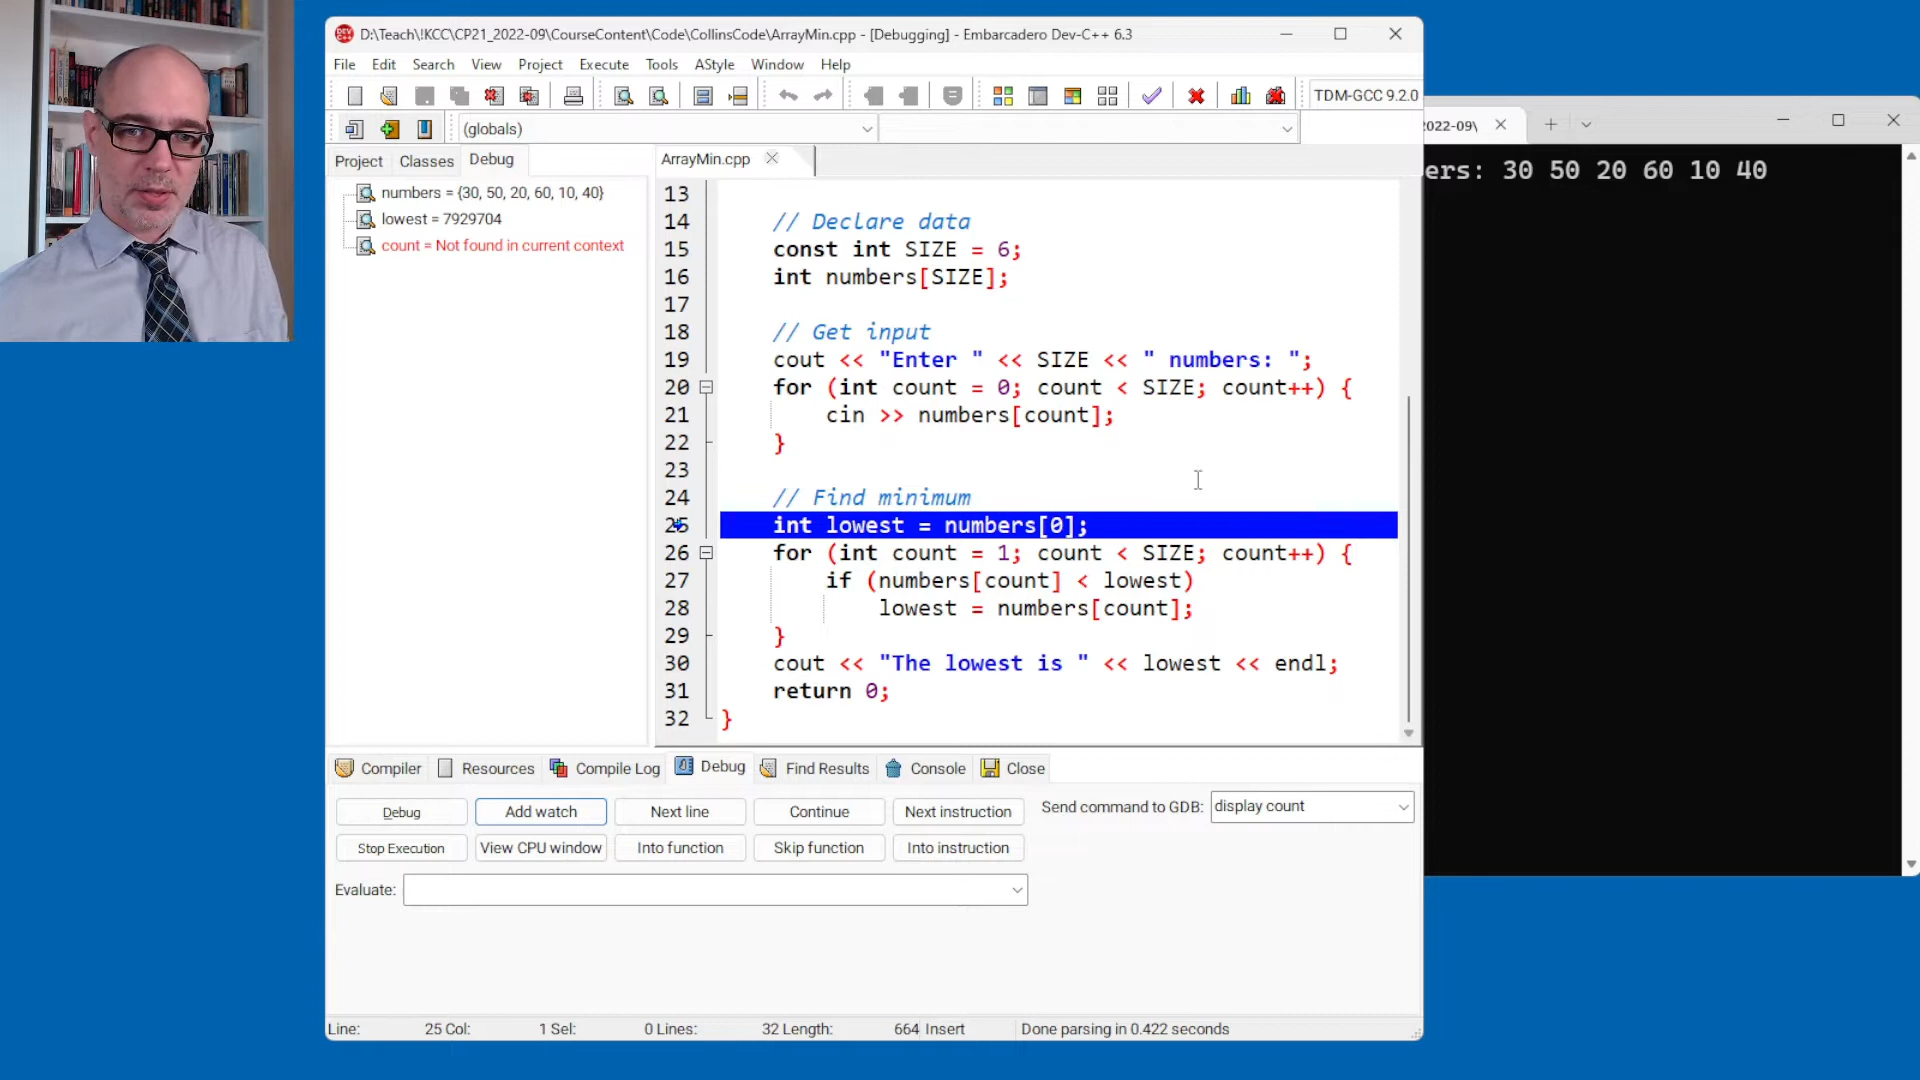 D:\Teach\!KCC\CP21_2022-09\CourseContent\Code\CollinsCode\ArrayMin.cpp - [Debugging] - Embarcadero Dev-C++ 6.3
File Edit Search View Project Execute Tools AStyle Window Help
TDM-GCC 9.2.0
(globals)
2022-09\
Project Classes Debug
ArrayMin.cpp
ers: 30 50 20 60 10 40
numbers = {30, 50, 20, 60, 10, 40}
lowest = 7929704
count = Not found in current context
13
14 // Declare data
15 const int SIZE = 6;
16 int numbers[SIZE];
17
18 // Get input
19 cout << "Enter " << SIZE << " numbers: ";
20 for (int count = 0; count < SIZE; count++) {
21 cin >> numbers[count];
22 }
23
24 // Find minimum
25 int lowest = numbers[0];
26 for (int count = 1; count < SIZE; count++) {
27 if (numbers[count] < lowest)
28 lowest = numbers[count];
29 }
30 cout << "The lowest is " << lowest << endl;
31 return 0;
32 }
Compiler Resources Compile Log Debug Find Results Console Close
Debug Add watch Next line Continue Next instruction Send command to GDB: display count
Stop Execution View CPU window Into function Skip function Into instruction
Evaluate:
Line: 25 Col: 1 Sel: 0 Lines: 32 Length: 664 Insert Done parsing in 0.422 seconds